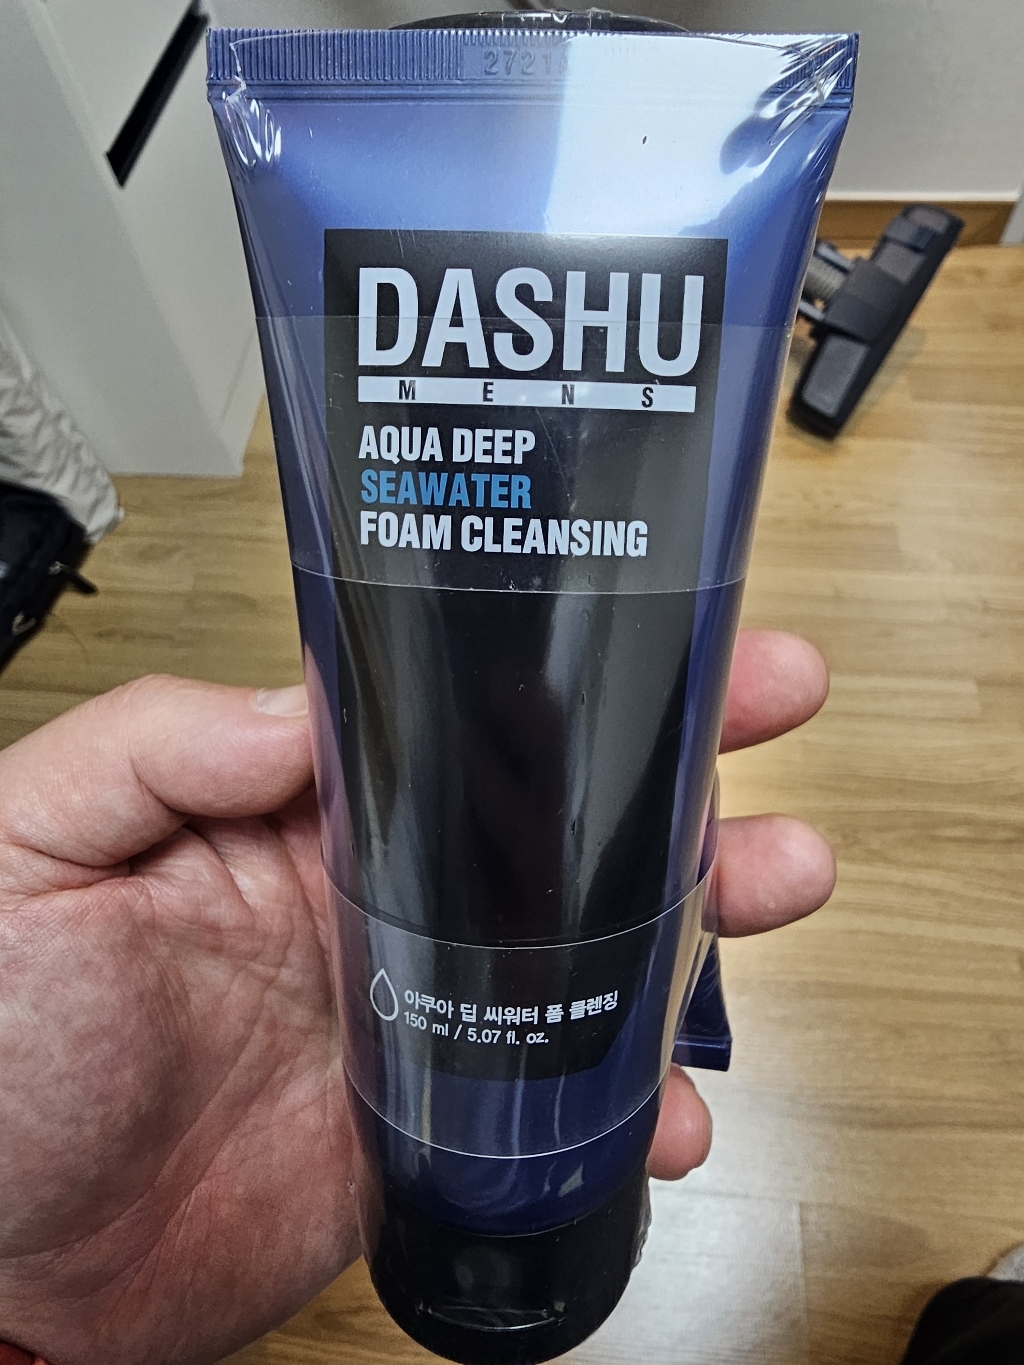 DASHU
MENS
AQUA DEEP
SEAWATER
FOAM CLEANSING
아쿠아 딥 씨워터 폼 클렌징
150 ml / 5.07 fl. oz.